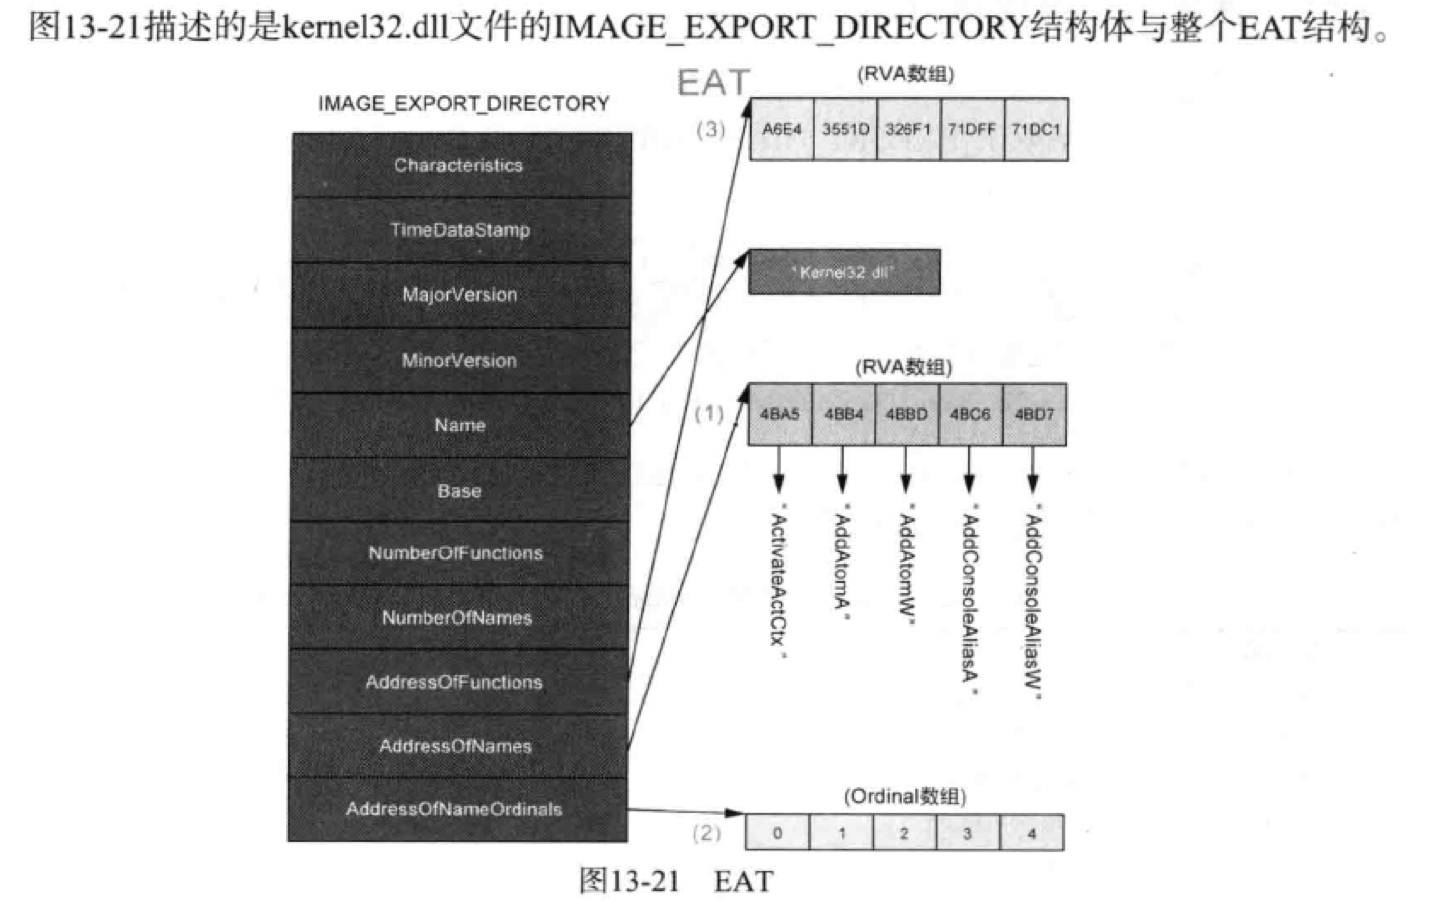 图13-21描述的是kernel32.dll文件的IMAGE_EXPORT_DIRECTORY结构体与整个EAT结构。
EAT
(RVA数组)
IMAGE_EXPORT_DIRECTORY
(3)
A6E4 3551D 326F1 71DFF 71DC1
Characteristics
TimeDataStamp
"Kernel32.dll"
MajorVersion
MinorVersion
(RVA数组)
(1)
4BA5 4BB4 4BBD 4BC6 4BD7
Name
Base
"ActivateActCtx"
"AddAtomA"
"AddAtomW"
"AddConsoleAliasA"
"AddConsoleAliasW"
NumberOfFunctions
NumberOfNames
AddressOfFunctions
AddressOfNames
AddressOfNameOrdinals
(Ordinal数组)
(2)
0 1 2 3 4
图13-21 EAT